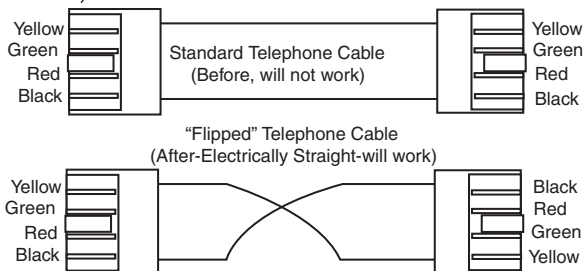 Yellow Yellow
Green Standard Telephone Cable Green
Red (Before, will not work) Red
Black Black
“Flipped” Telephone Cable
(After-Electrically Straight-will work)
Yellow Black
Green Red
Red Green
Black Yellow